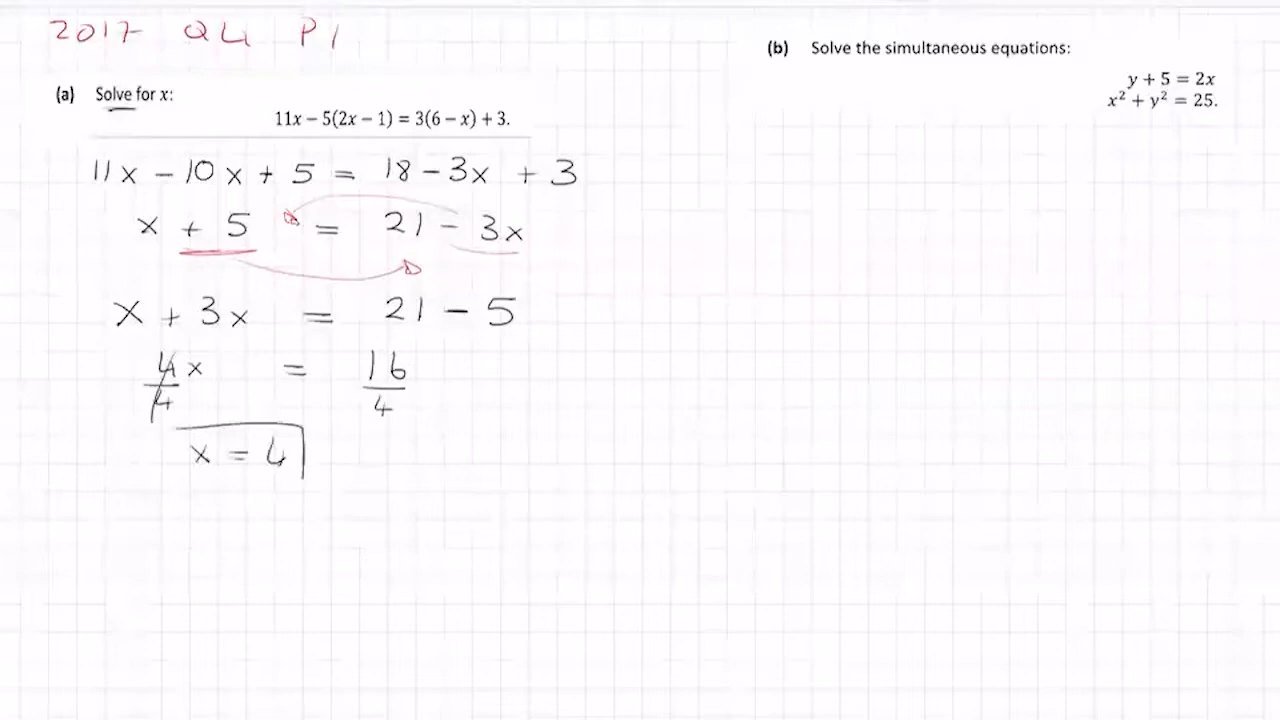 2017 Q4 P1
(a) Solve for x:
11x – 5(2x – 1) = 3(6 – x) + 3.
11x – 10x + 5 = 18 – 3x + 3
x + 5 = 21 – 3x
x + 3x = 21 – 5
4x = 16
4 4
x = 4
(b) Solve the simultaneous equations:
y + 5 = 2x
x² + y² = 25.